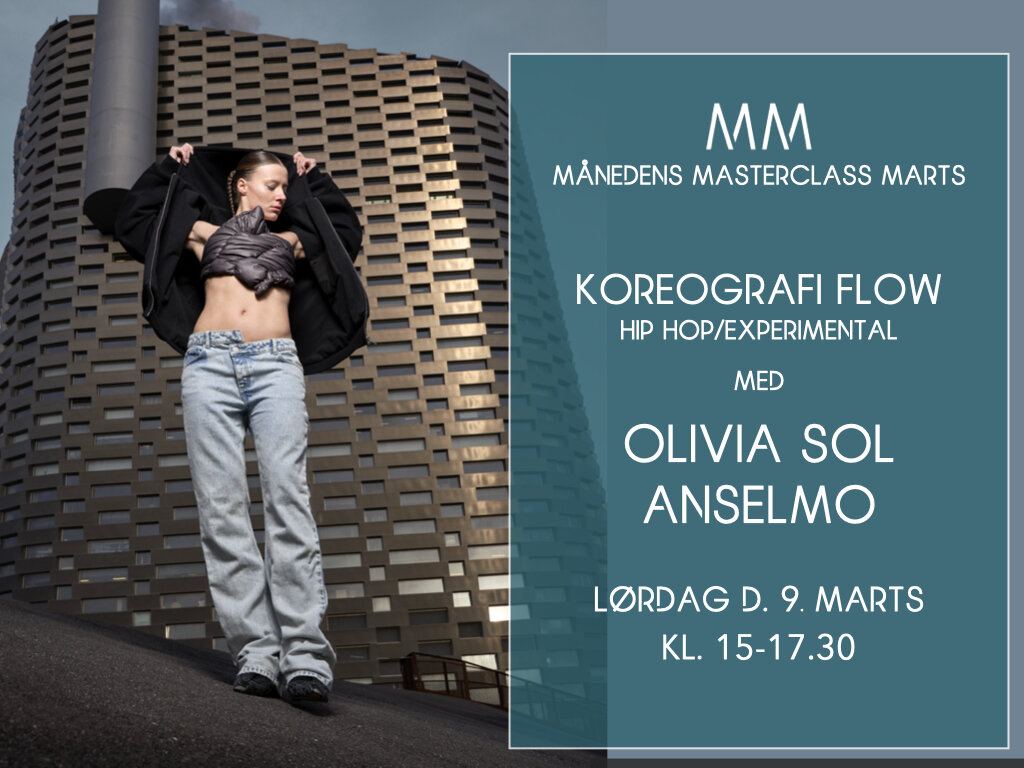 MM
MÅNEDENS MASTERCLASS MARTS
KOREOGRAFI FLOW
HIP HOP/EXPERIMENTAL
MED
OLIVIA SOL
ANSELMO
LØRDAG D. 9. MARTS
KL. 15-17.30